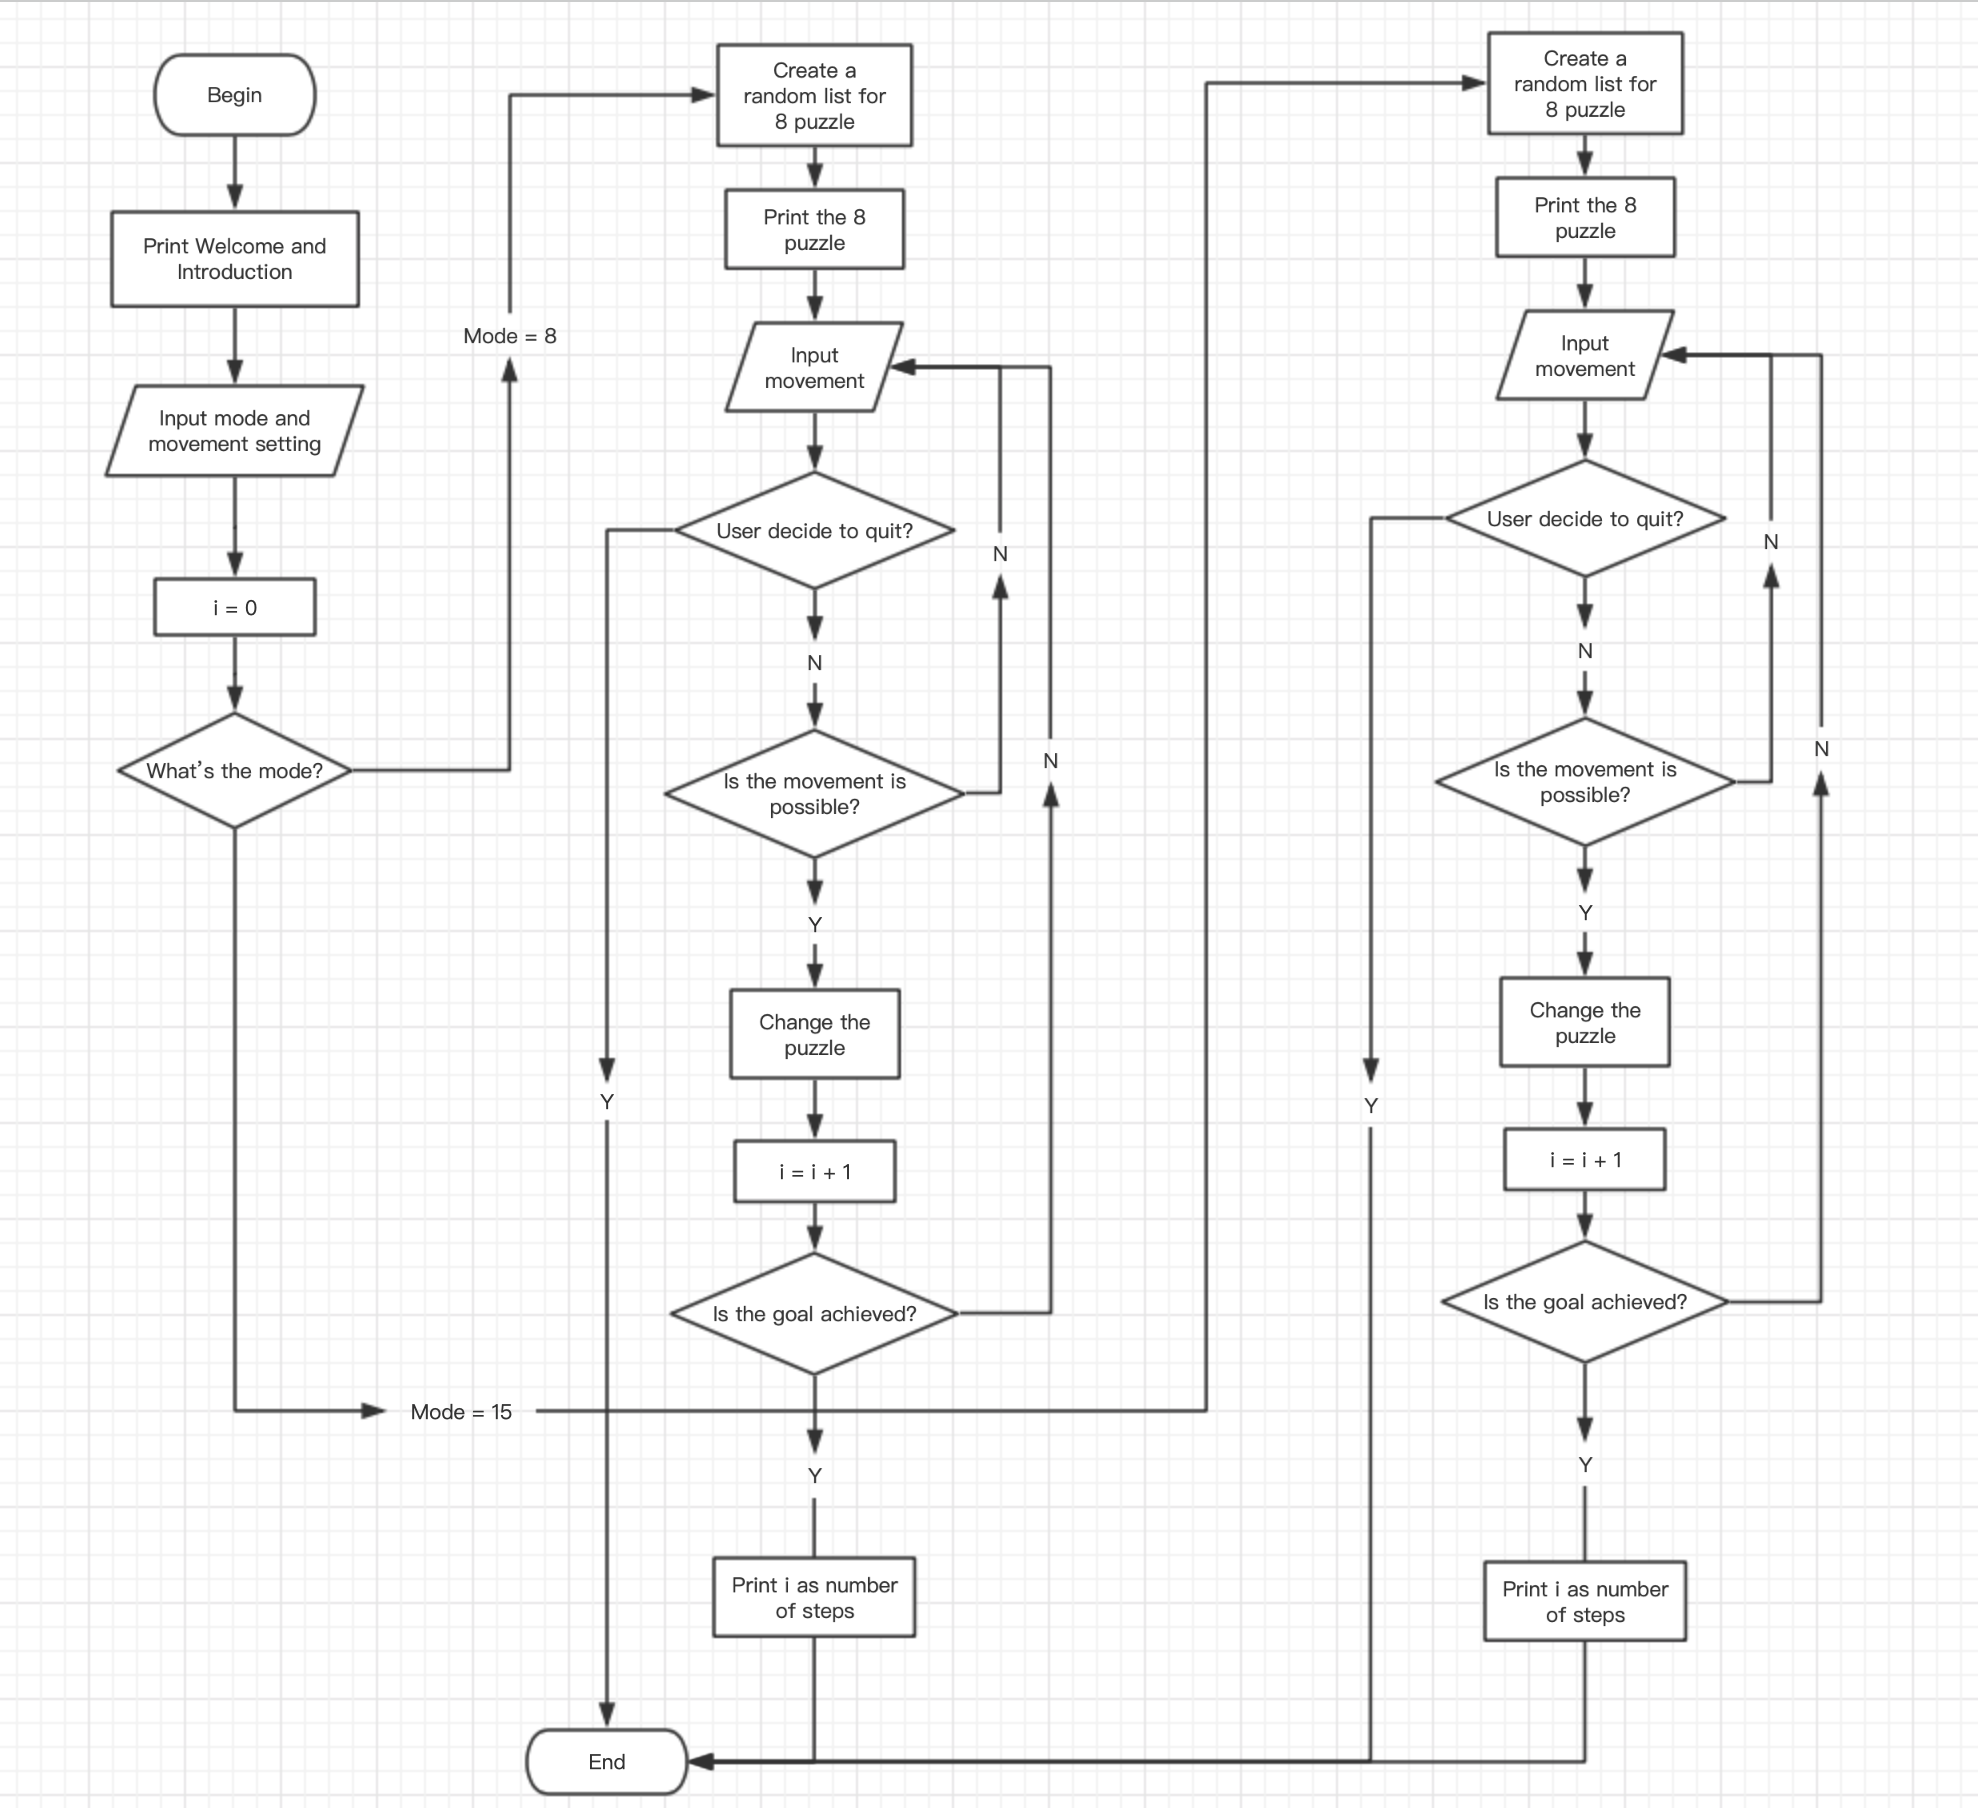 Begin
Print Welcome and
Introduction
Input mode and
movement setting
i = 0
What's the mode?
Mode = 8
Mode = 15
Create a
random list for
8 puzzle
Print the 8
puzzle
Input
movement
User decide to quit?
N
Y
Is the movement is
possible?
N
Y
Change the
puzzle
i = i + 1
Is the goal achieved?
N
Y
Print i as number
of steps
End
Create a
random list for
8 puzzle
Print the 8
puzzle
Input
movement
User decide to quit?
N
Y
Is the movement is
possible?
N
Y
Change the
puzzle
i = i + 1
Is the goal achieved?
N
Y
Print i as number
of steps